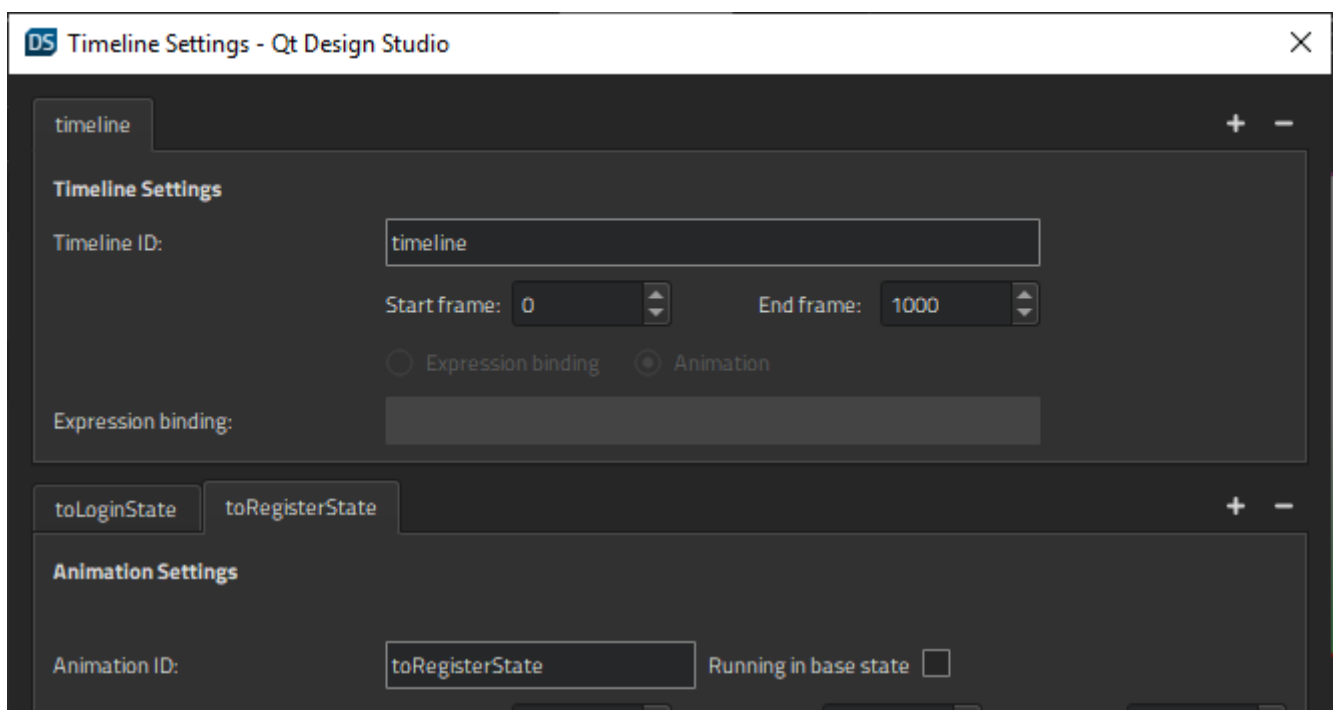 DS Timeline Settings - Qt Design Studio
timeline
Timeline Settings
Timeline ID: timeline
Start frame: 0 End frame: 1000
Expression binding Animation
Expression binding:
toLoginState toRegisterState
Animation Settings
Animation ID: toRegisterState Running in base state